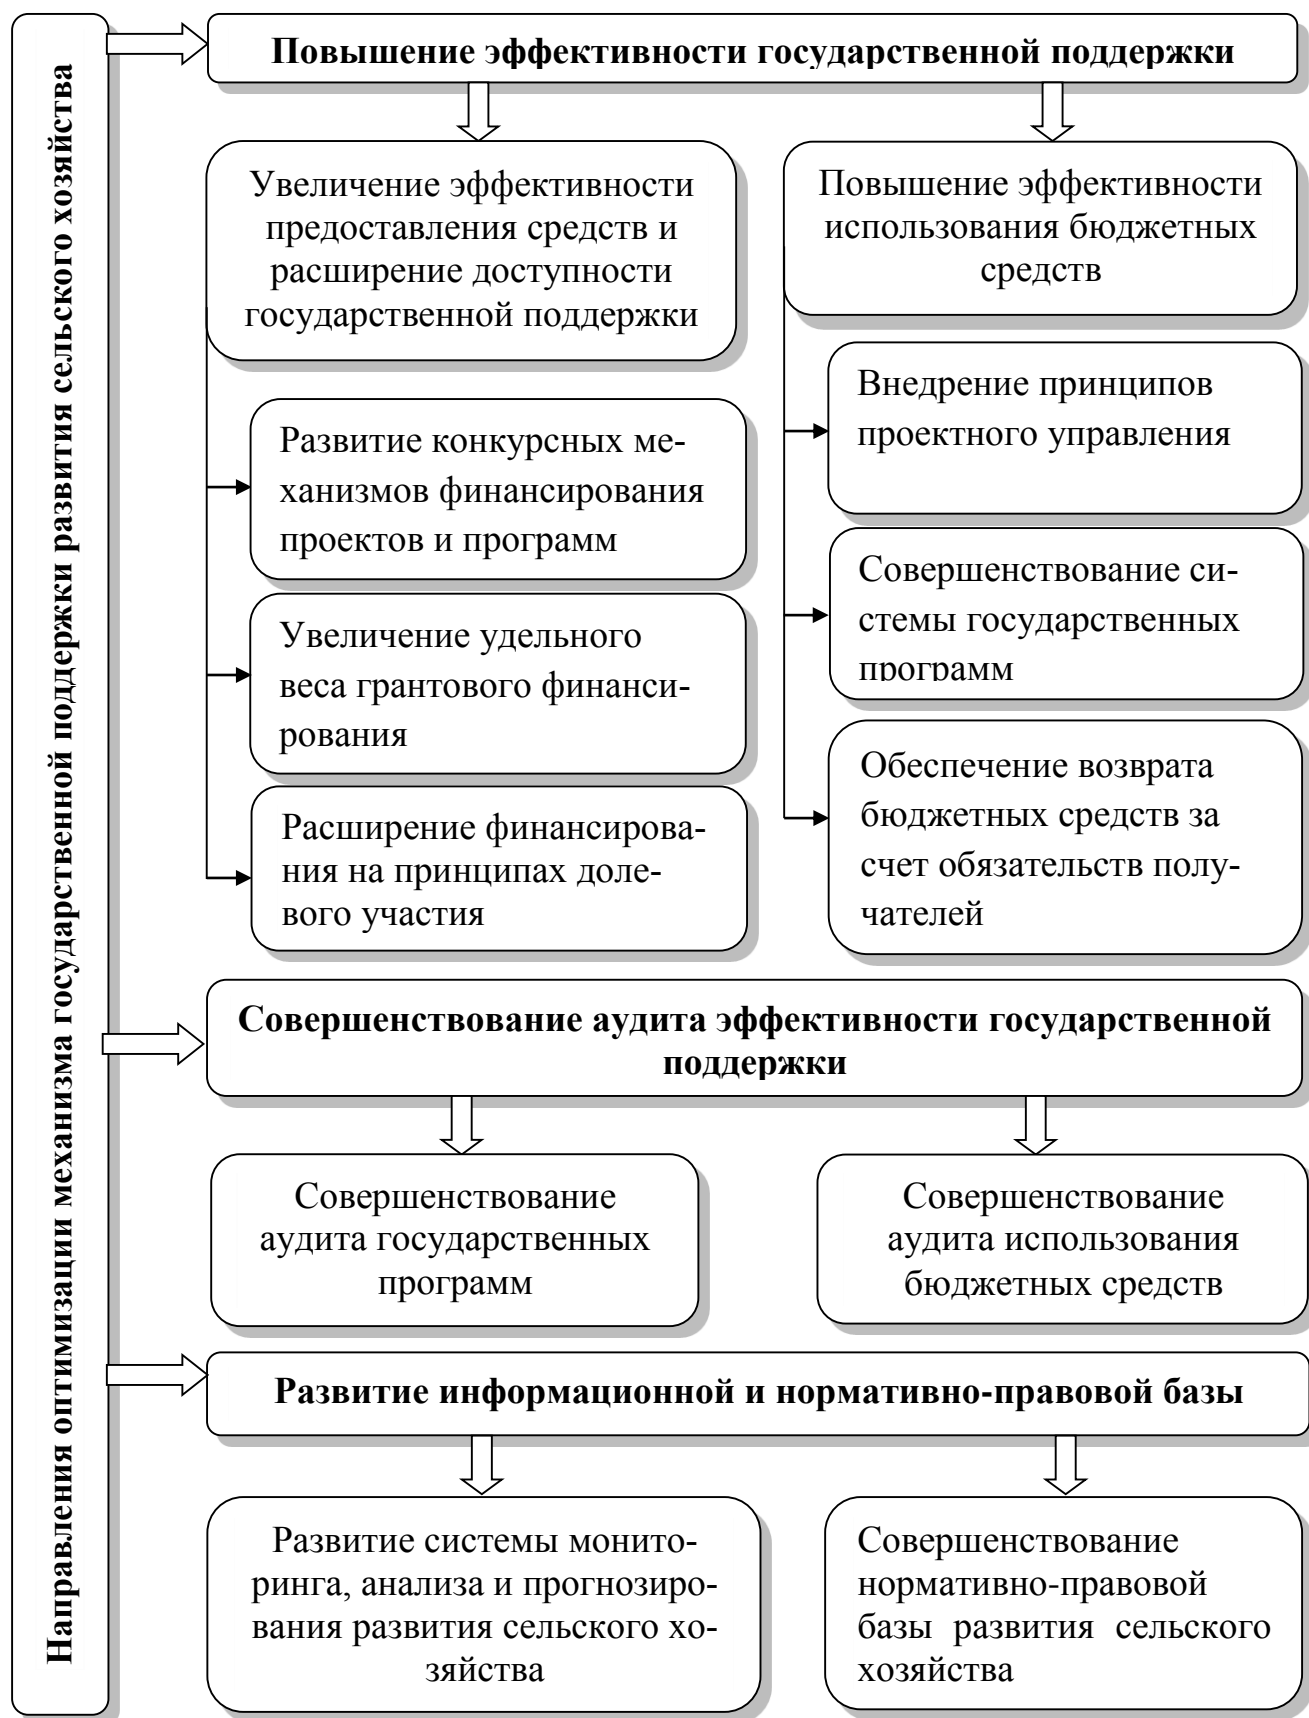 Направления оптимизации механизма государственной поддержки развития сельского хозяйства
Повышение эффективности государственной поддержки
Увеличение эффективности
предоставления средств и
расширение доступности
государственной поддержки
Развитие конкурсных ме-
ханизмов финансирования
проектов и программ
Увеличение удельного
веса грантового финанси-
рования
Расширение финансирова-
ния на принципах доле-
вого участия
Повышение эффективности
использования бюджетных
средств
Внедрение принципов
проектного управления
Совершенствование си-
стемы государственных
программ
Обеспечение возврата
бюджетных средств за
счет обязательств полу-
чателей
Совершенствование аудита эффективности государственной
поддержки
Совершенствование
аудита государственных
программ
Совершенствование
аудита использования
бюджетных средств
Развитие информационной и нормативно-правовой базы
Развитие системы монито-
ринга, анализа и прогнозиро-
вания развития сельского хо-
зяйства
Совершенствование
нормативно-правовой
базы развития сельского
хозяйства